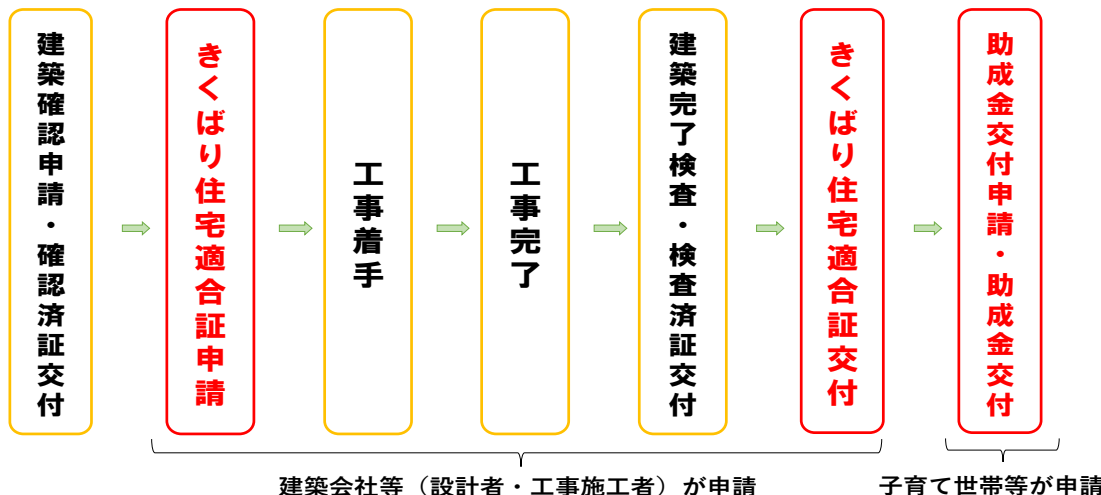 建築確認申請・確認済証交付
きくばり住宅適合証申請
工事着手
工事完了
建築完了検査・検査済証交付
きくばり住宅適合証交付
助成金交付申請・助成金交付
建築会社等（設計者・工事施工者）が申請
子育て世帯等が申請